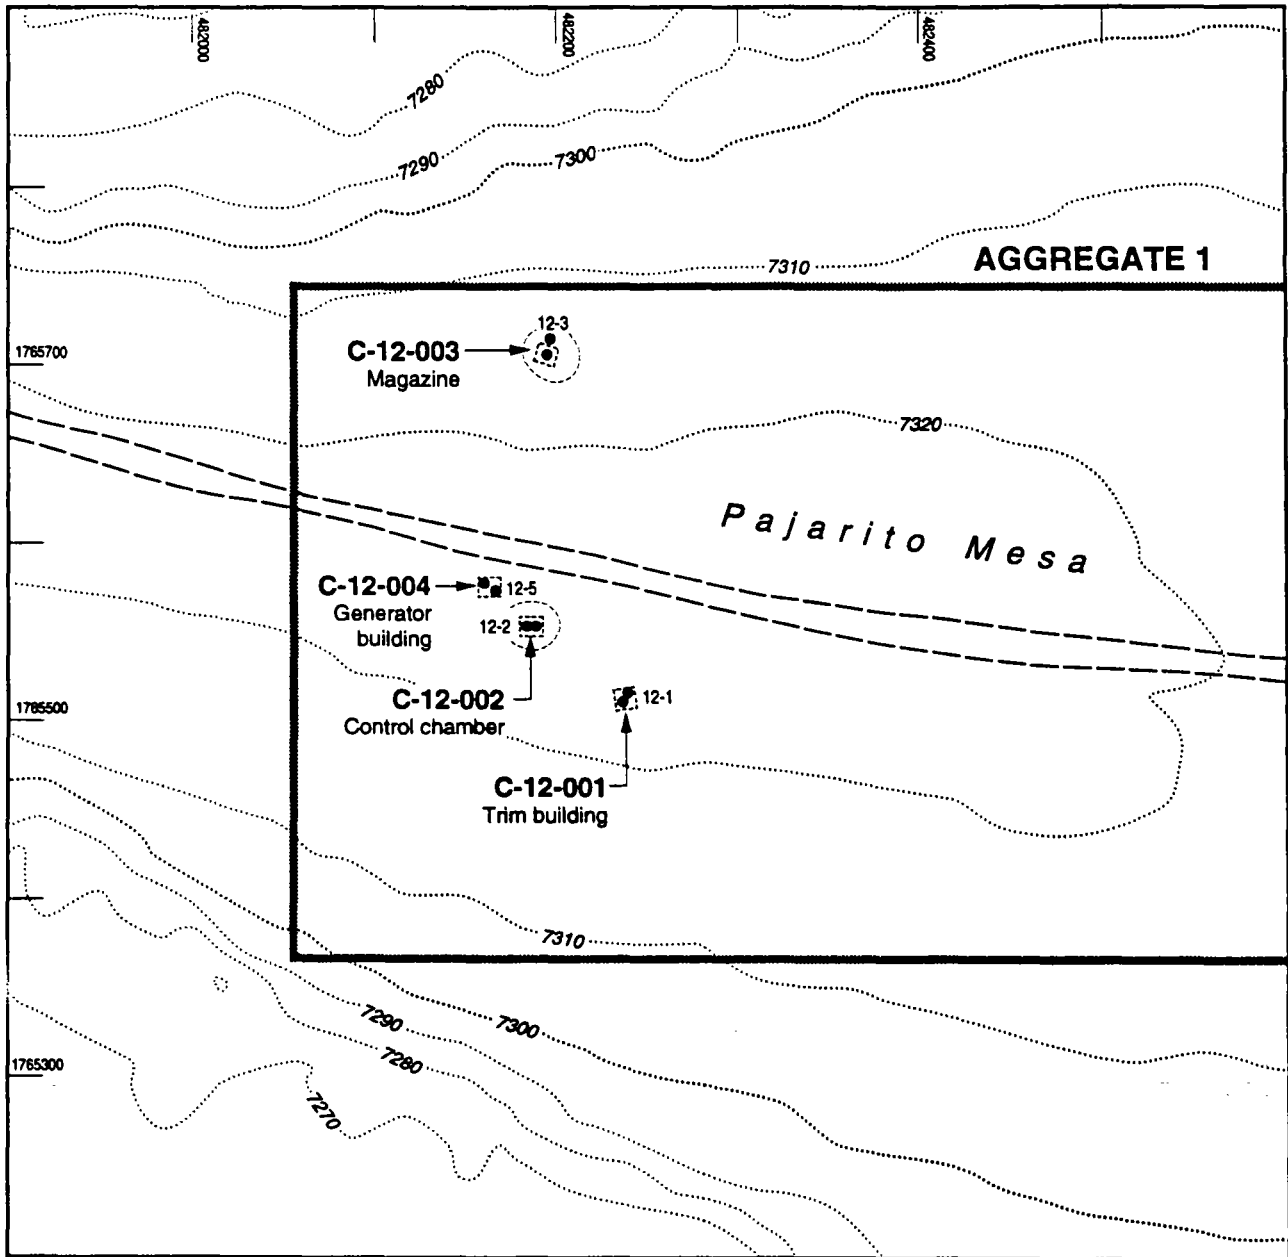 482000
482200
482400
7280
7290
7300
7310
AGGREGATE 1
12-3
C-12-003
Magazine
1765700
7320
Pajarito Mesa
C-12-004
12-5
Generator
building
12-2
C-12-002
Control chamber
12-1
1765500
C-12-001
Trim building
7310
7290
7300
7280
1765300
7270